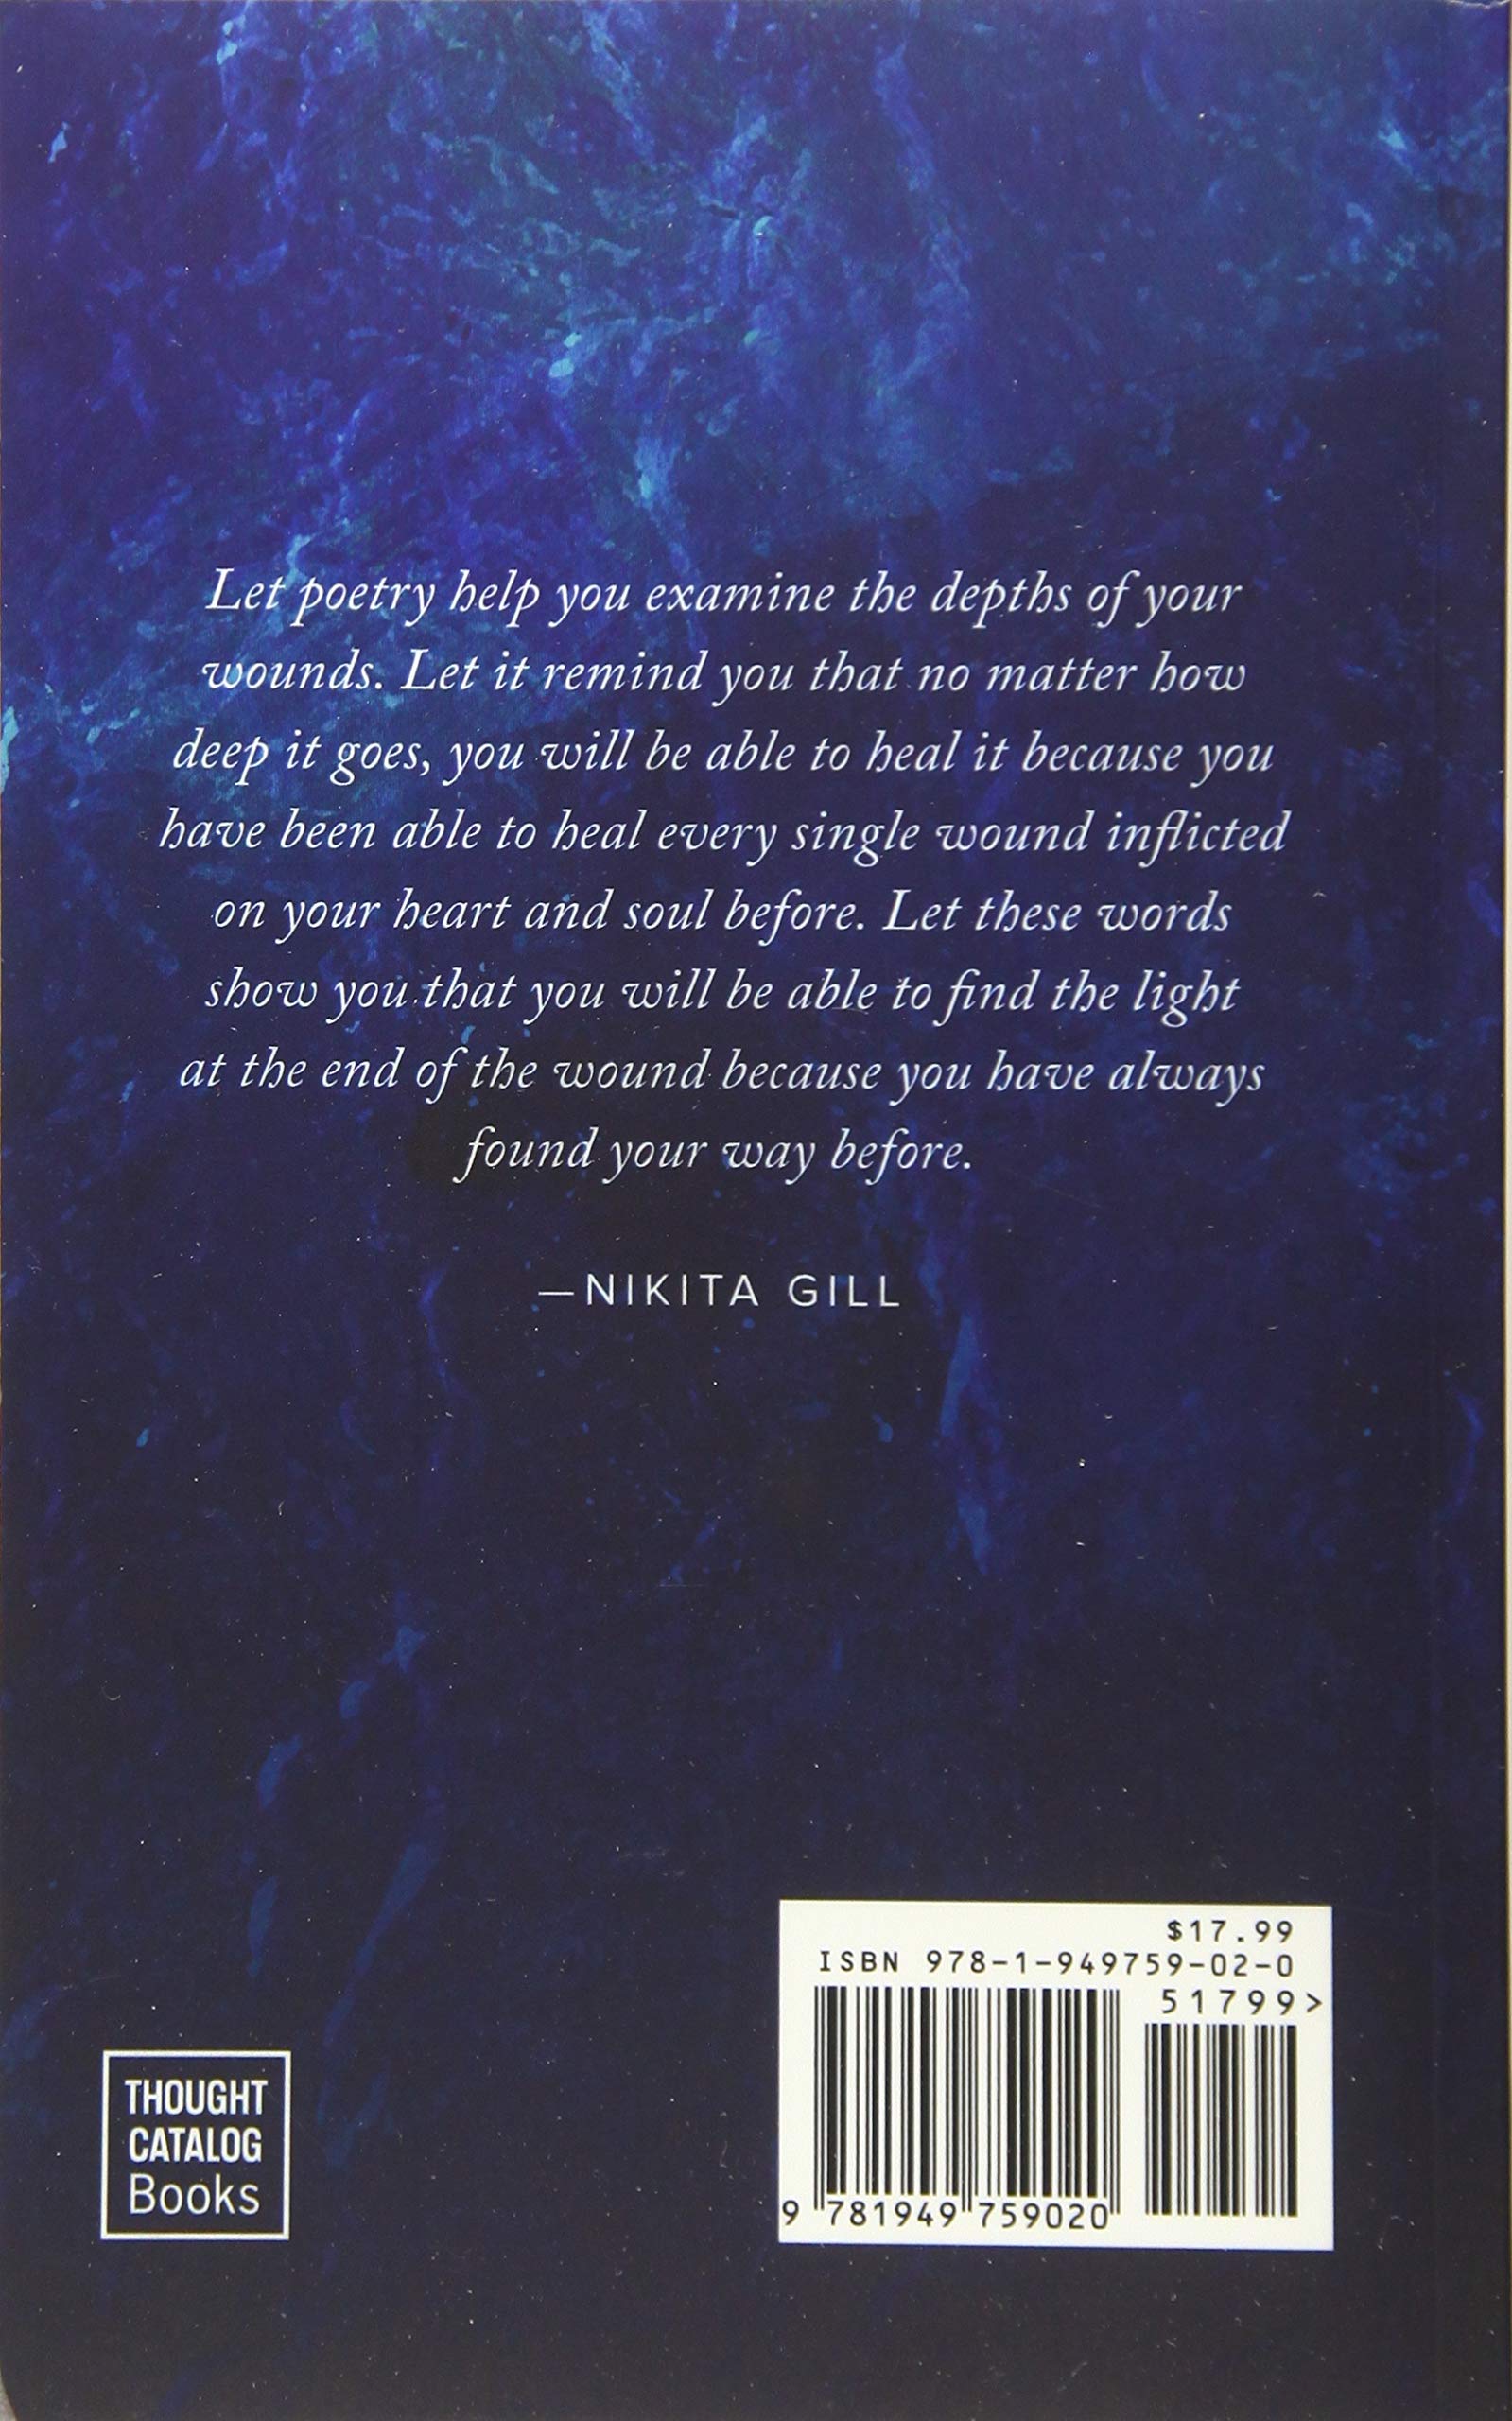 Let poetry help you examine the depths of your
wounds. Let it remind you that no matter how
deep it goes, you will be able to heal it because you
have been able to heal every single wound inflicted
on your heart and soul before. Let these words
show you that you will be able to find the light
at the end of the wound because you have always
found your way before.
—NIKITA GILL
$17.99
ISBN 978-1-949759-02-0
51799>
9 781949 759020
THOUGHT
CATALOG
Books